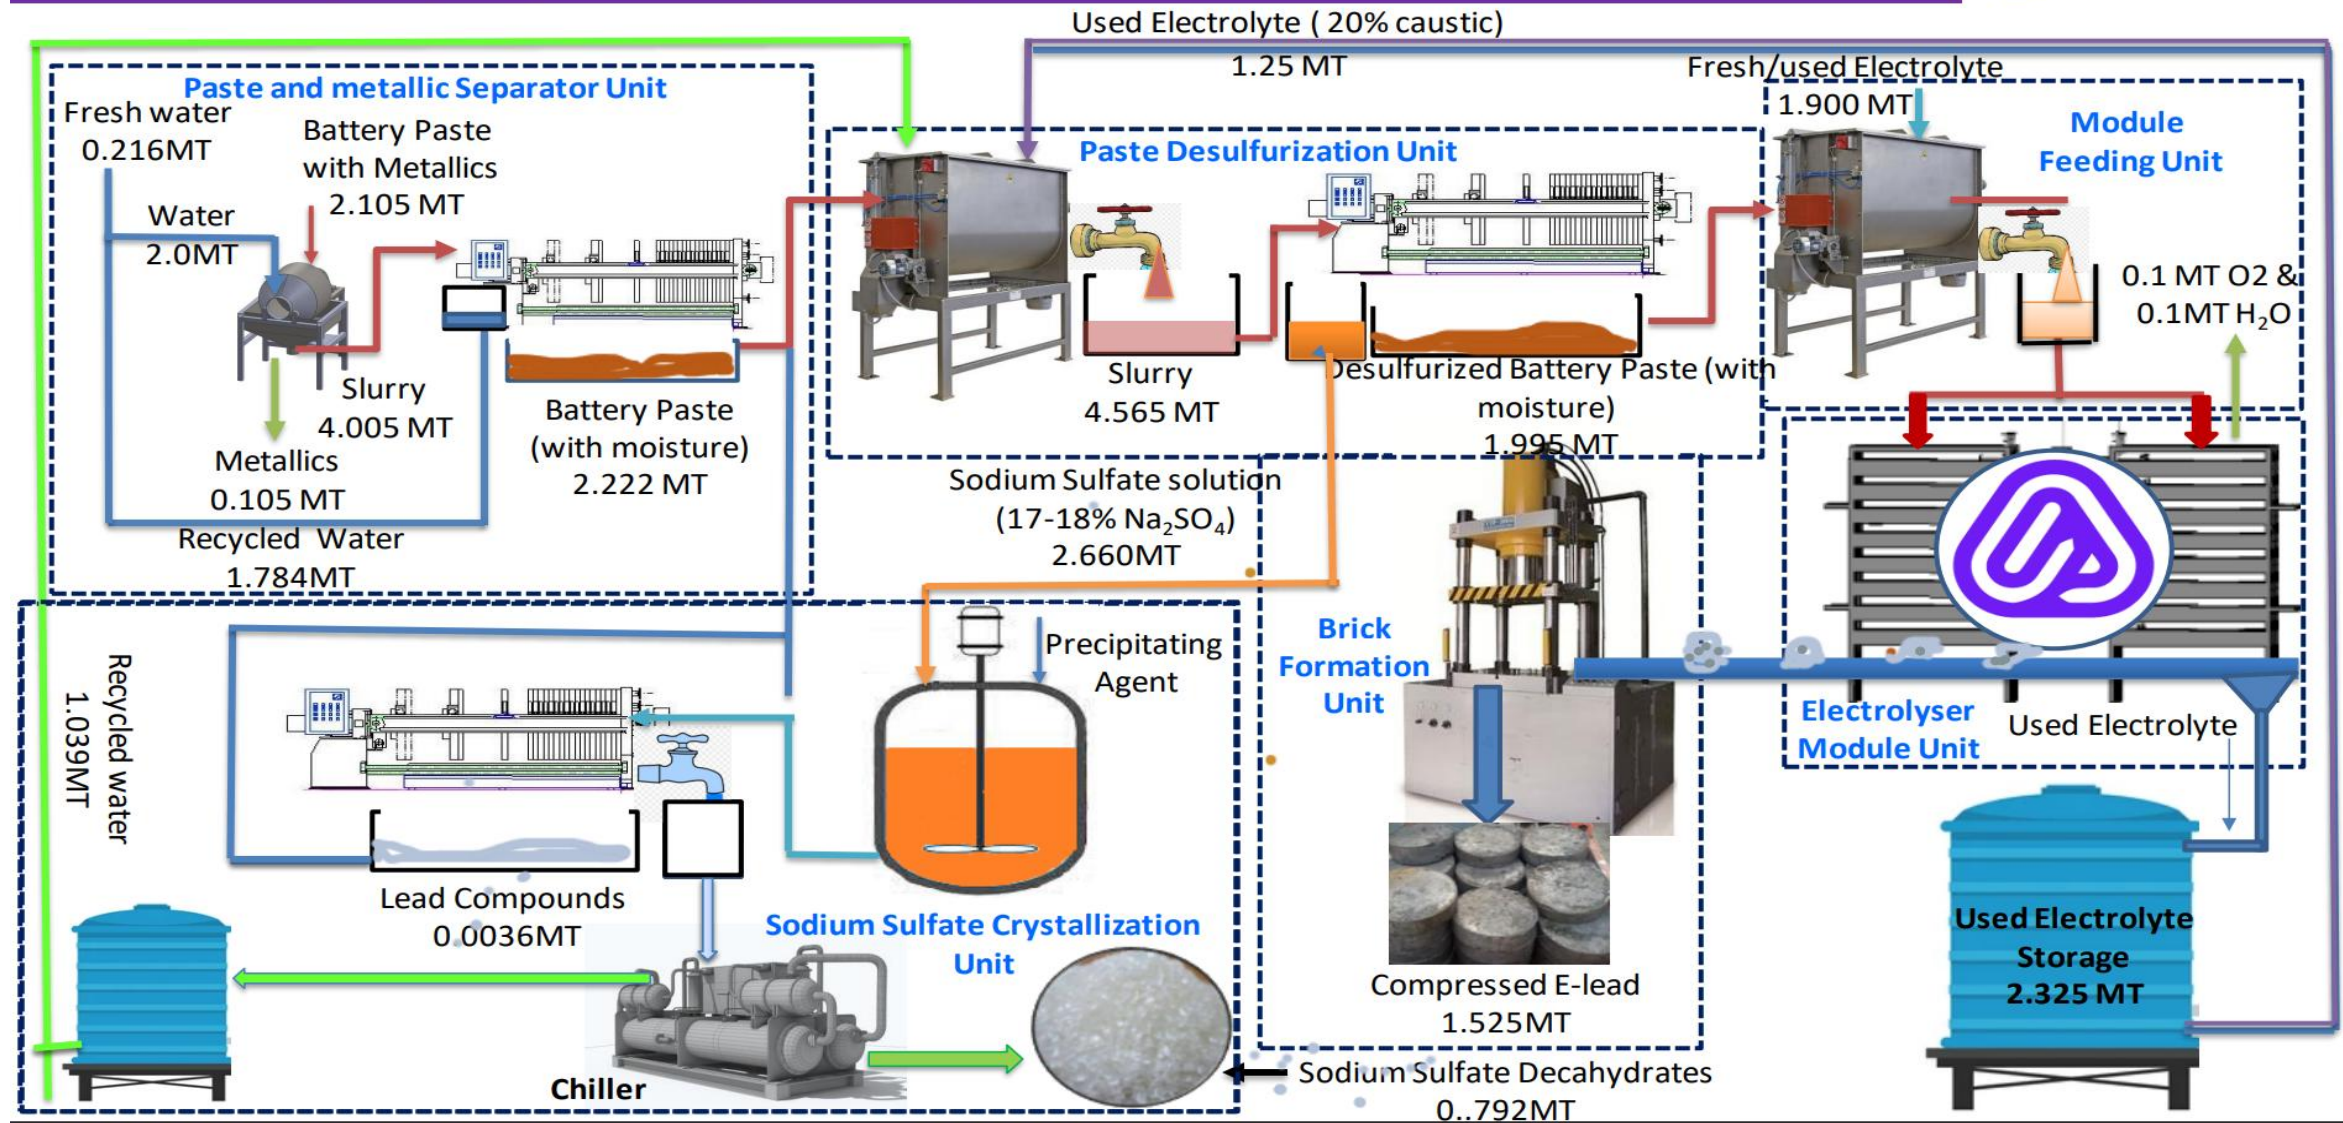 Used Electrolyte ( 20% caustic)
1.25 MT
Fresh/used Electrolyte
1.900 MT
Paste and metallic Separator Unit
Fresh water
0.216MT
Battery Paste
with Metallics
2.105 MT
Water
2.0MT
Slurry
4.005 MT
Metallics
0.105 MT
Recycled Water
1.784MT
Battery Paste
(with moisture)
2.222 MT
Paste Desulfurization Unit
Slurry
4.565 MT
Desulfurized Battery Paste (with
moisture)
1.995 MT
Module
Feeding Unit
0.1 MT O2 &
0.1MT H₂O
Sodium Sulfate solution
(17-18% Na₂SO₄)
2.660MT
Brick
Formation
Unit
Electrolyser
Module Unit
Used Electrolyte
Used Electrolyte
Storage
2.325 MT
Compressed E-lead
1.525MT
Precipitating
Agent
Recycled water
1.039MT
Lead Compounds
0.0036MT
Sodium Sulfate Crystallization
Unit
Chiller
Sodium Sulfate Decahydrates
0..792MT